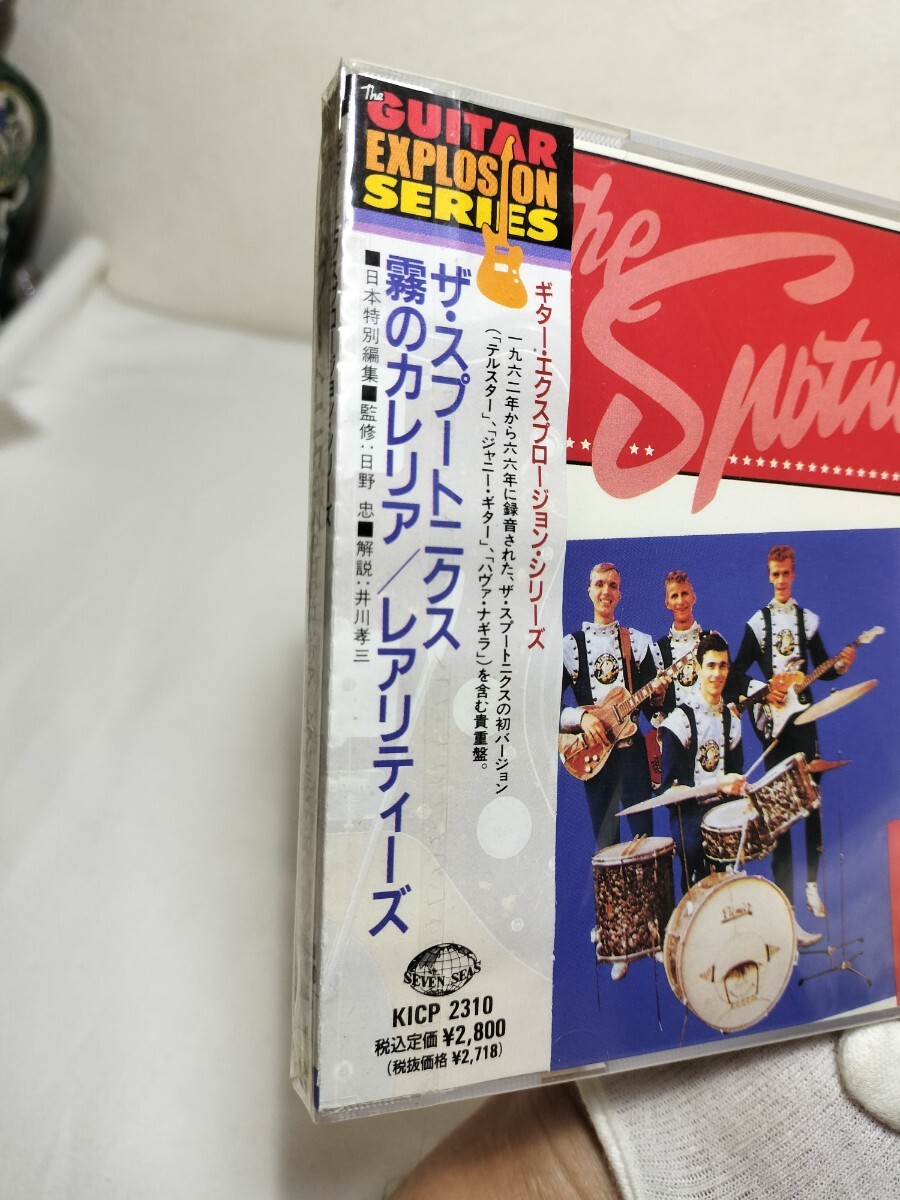 The
GUITAR
EXPLOSION
SERIES
ギター・エクスプロージョン・シリーズ
一九六二年から六六年に録音された、ザ・スプートニクスの初バージョン
(「テルスター」、「ジャニー・ギター」、「ハヴァ・ナギラ」)を含む貴重盤。
ザ・スプートニクス
霧のカレリア/レアリティーズ
■日本特別編集■監修:日野 忠■解説:井川孝三
SEVEN SEAS
KICP 2310
税込定価 ¥2,800
(税抜価格 ¥2,718)
The
Spotn